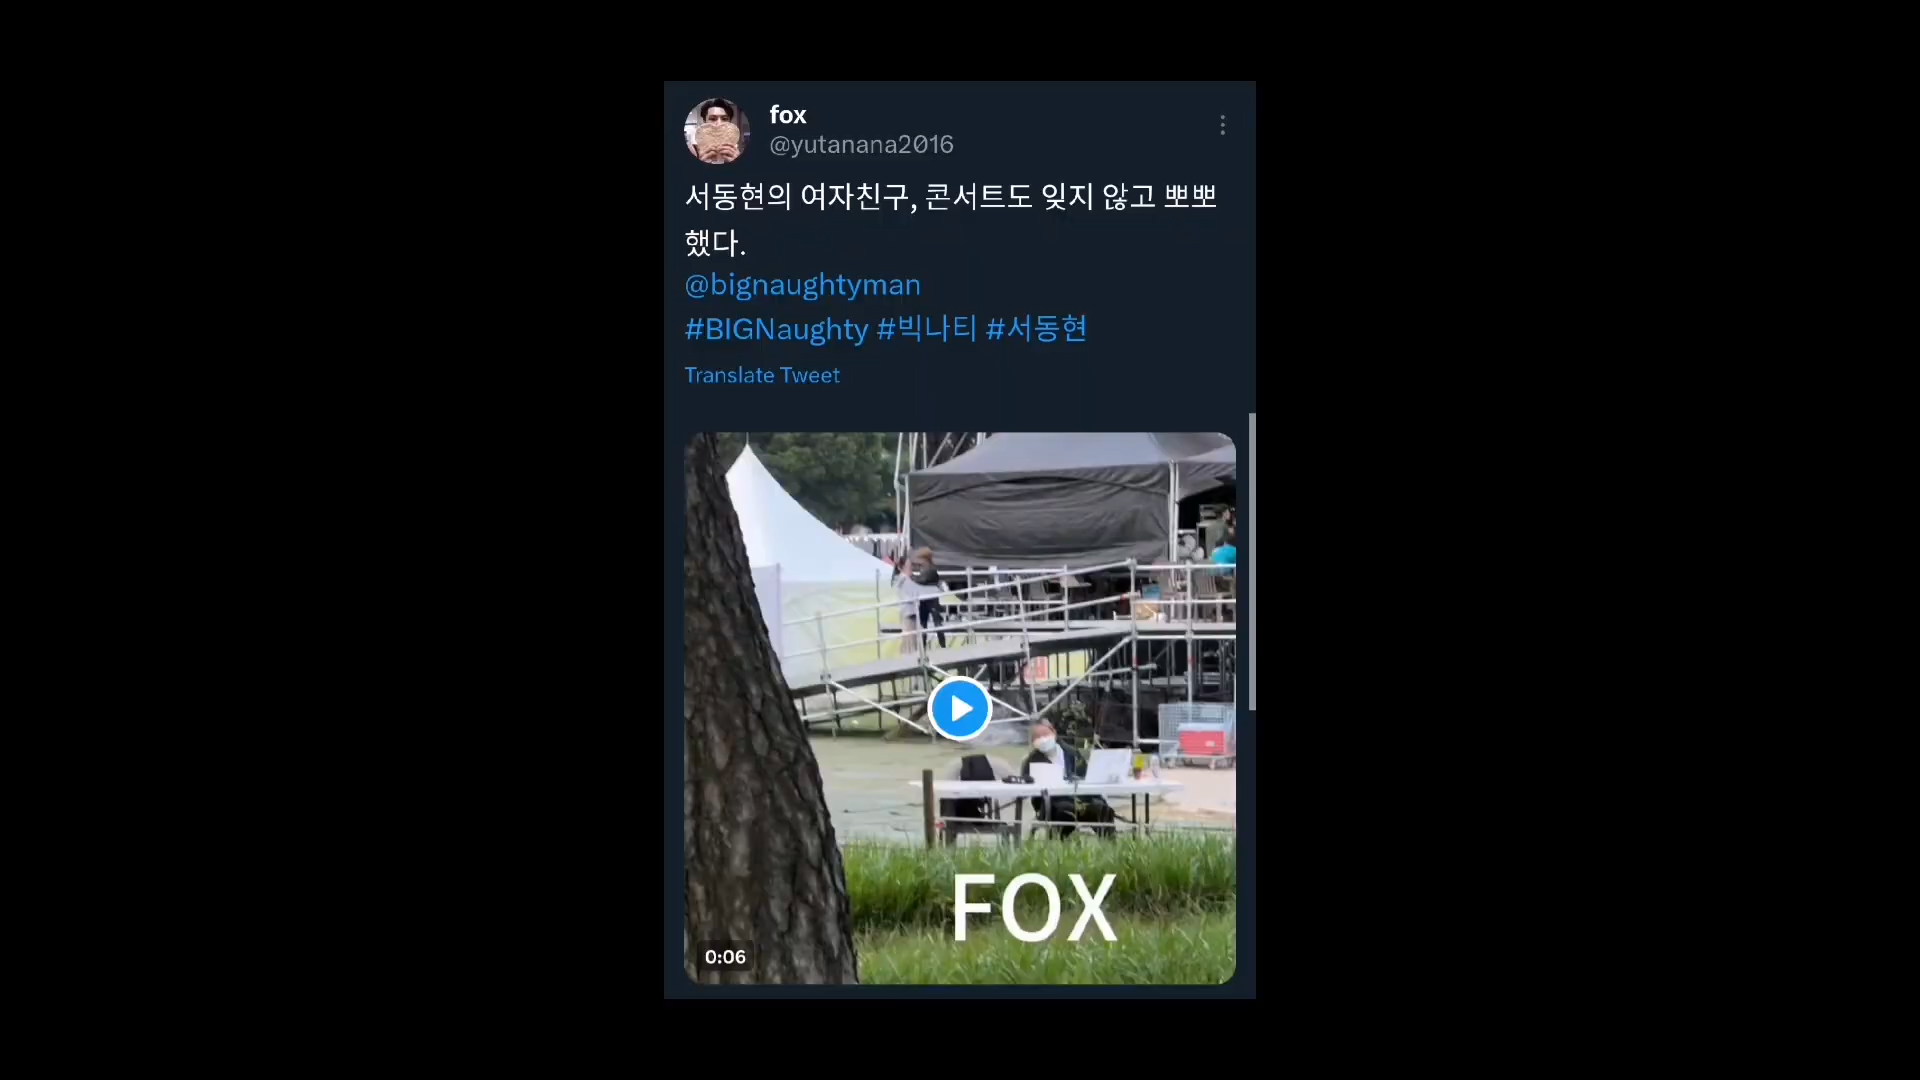 fox
@yutanana2016
서동현의 여자친구, 콘서트도 잊지 않고 뽀뽀
했다.
@bignaughtyman
#BIGNaughty #빅나티 #서동현
Translate Tweet
FOX
0:06